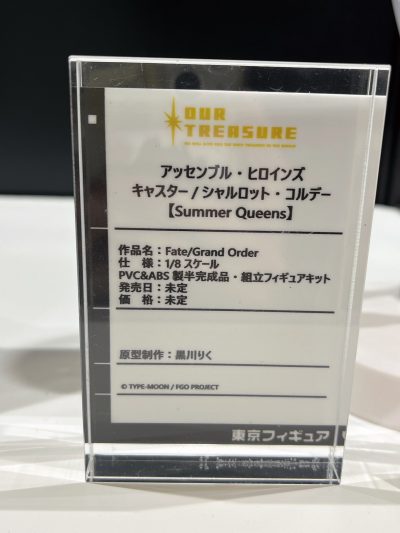 OUR
TREASURE
アッセンブル・ヒロインズ
キャスター / シャルロット・コルデー
【Summer Queens】
作品名：Fate/Grand Order
仕　様：1/8 スケール
PVC&ABS 製半完成品・組立フィギュアキット
発売日：未定
価　格：未定
原型制作：黒川りく
© TYPE-MOON / FGO PROJECT
東京フィギュア